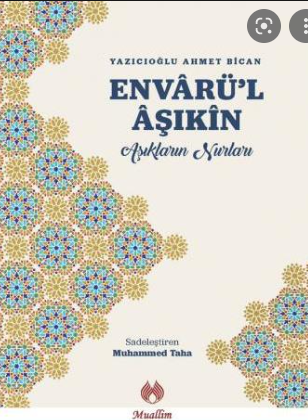 YAZICIOĞLU AHMET BİCAN
ENVÂRÜ'L
ÂŞIKÎN
Aşıkların Nurları
Sadeleştiren
Muhammed Taha
Muallim